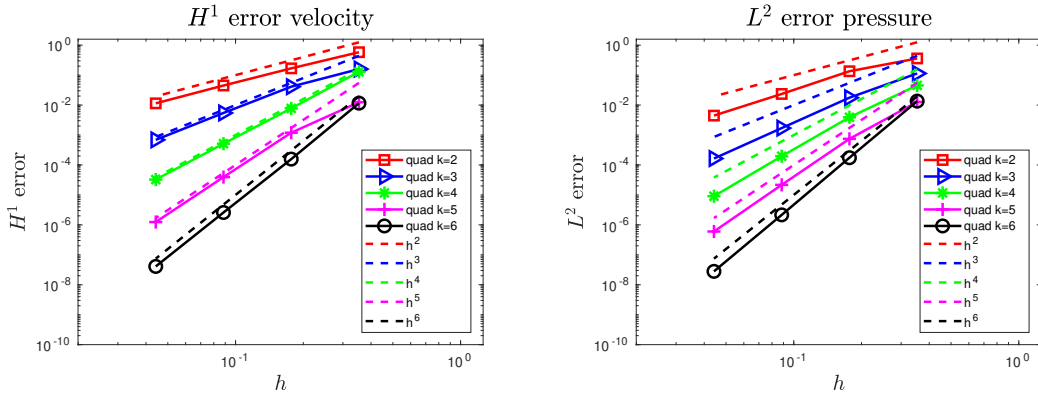 H^1 error velocity
H^1 error
10^0
10^-2
10^-4
10^-6
10^-8
10^-10
10^-1
10^0
h
quad k=2
quad k=3
quad k=4
quad k=5
quad k=6
h^2
h^3
h^4
h^5
h^6
L^2 error pressure
L^2 error
10^0
10^-2
10^-4
10^-6
10^-8
10^-10
10^-1
10^0
h
quad k=2
quad k=3
quad k=4
quad k=5
quad k=6
h^2
h^3
h^4
h^5
h^6